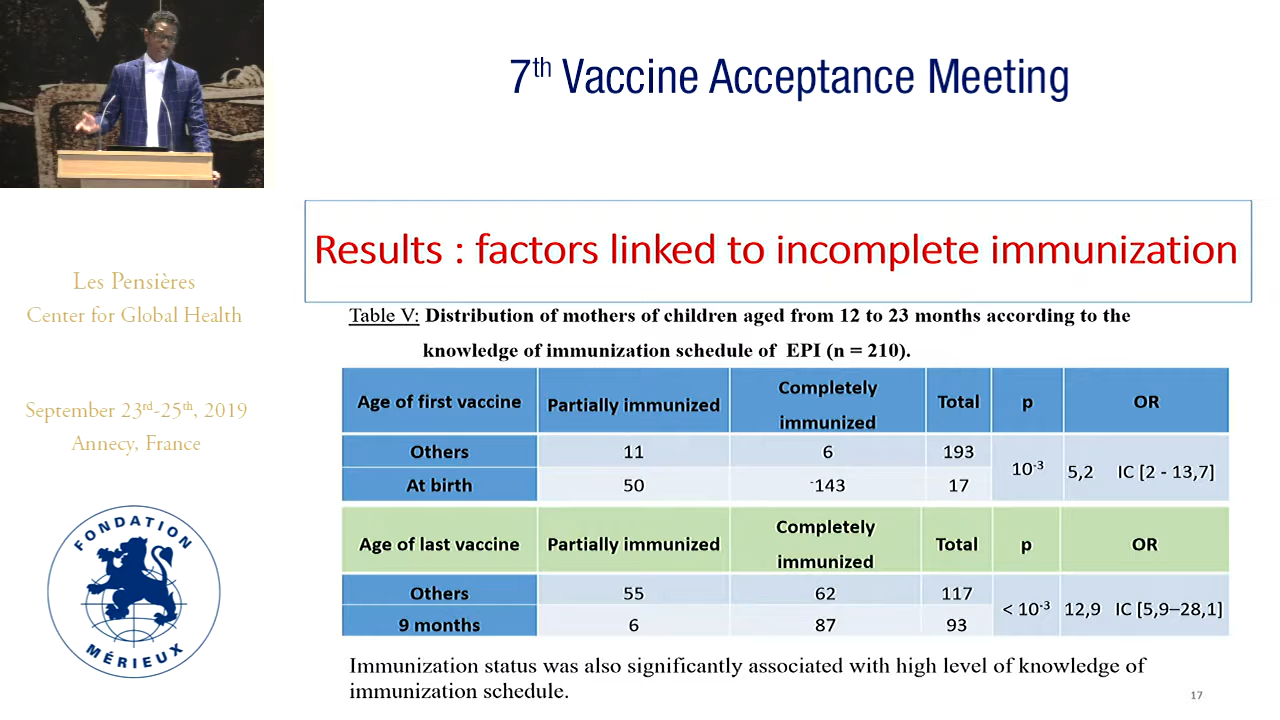 7th Vaccine Acceptance Meeting
Les Pensières
Center for Global Health
September 23rd-25th, 2019
Annecy, France
FONDATION
MÉRIEUX
Results : factors linked to incomplete immunization
Table V: Distribution of mothers of children aged from 12 to 23 months according to the
knowledge of immunization schedule of EPI (n = 210).
Age of first vaccine Partially immunized Completely immunized Total p OR
Others 11 6 193 10-3 5,2 IC [2 - 13,7]
At birth 50 -143 17
Age of last vaccine Partially immunized Completely immunized Total p OR
Others 55 62 117 < 10-3 12,9 IC [5,9–28,1]
9 months 6 87 93
Immunization status was also significantly associated with high level of knowledge of
immunization schedule.
17